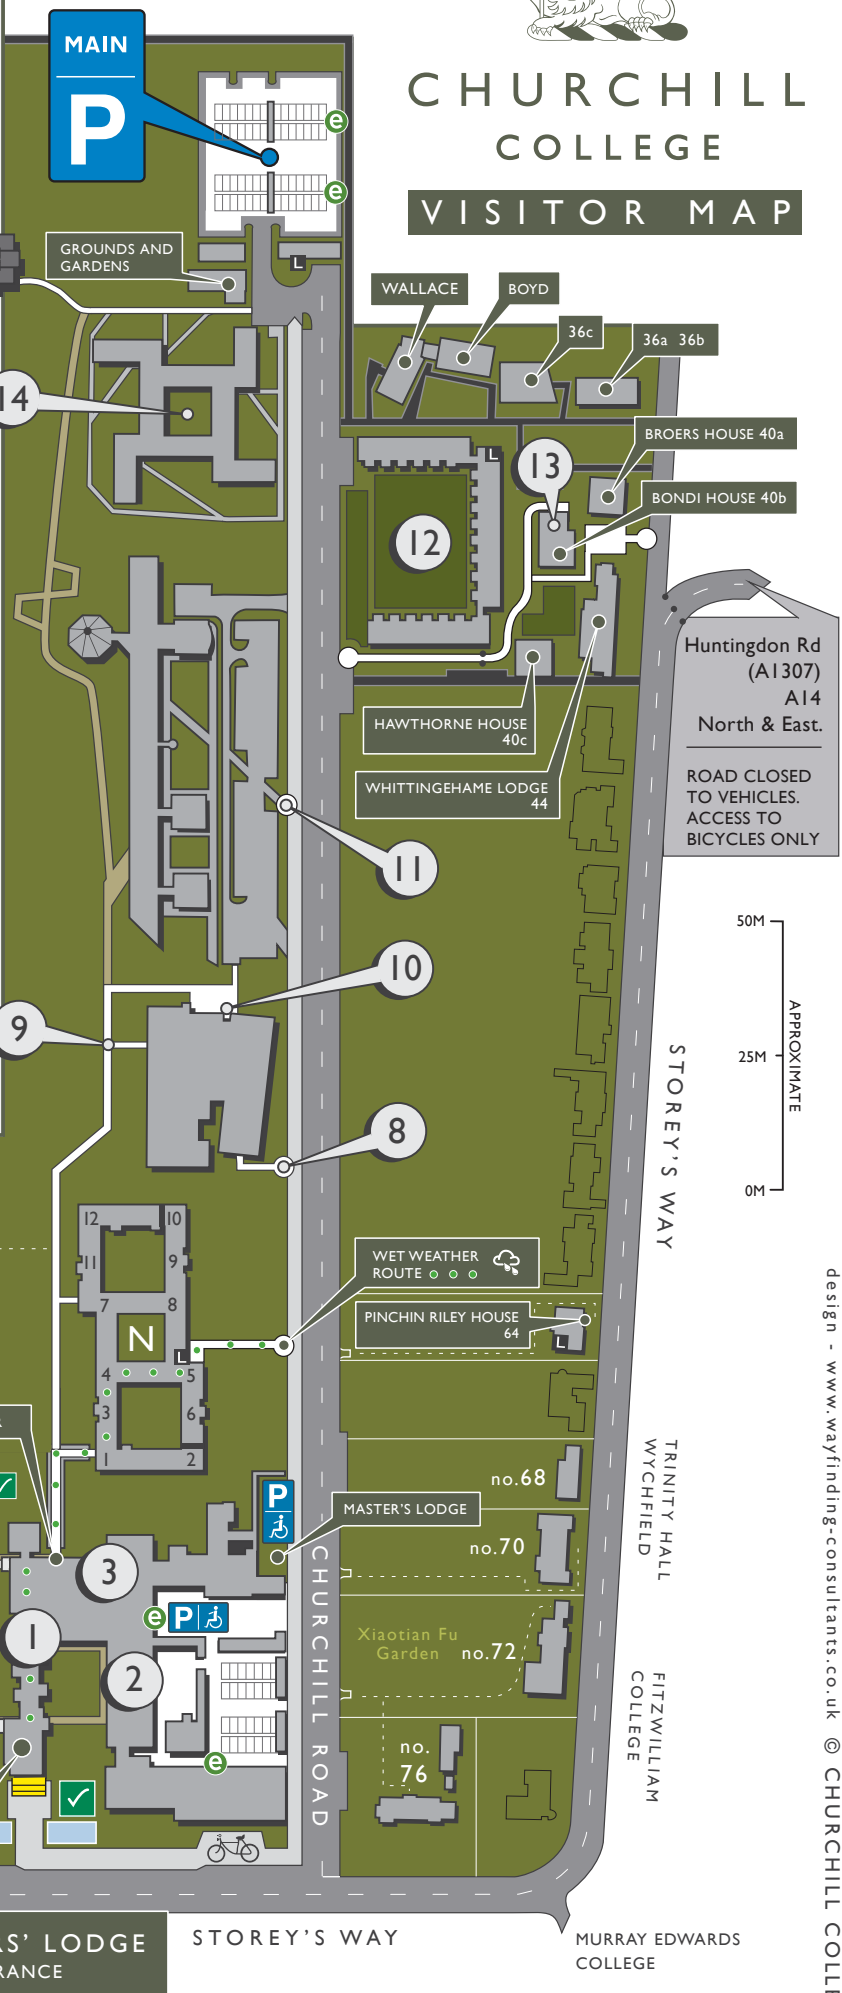 MAIN
P
CHURCHILL
COLLEGE
VISITOR MAP
e
e
GROUNDS AND
GARDENS
L
WALLACE
BOYD
36c
36a 36b
14
BROERS HOUSE 40a
L
13
BONDI HOUSE 40b
12
Huntingdon Rd
(A1307)
A14
North & East.
ROAD CLOSED
TO VEHICLES.
ACCESS TO
BICYCLES ONLY
HAWTHORNE HOUSE
40c
WHITTINGEHAME LODGE
44
11
50M
25M
0M
APPROXIMATE
10
9
STOREY'S WAY
8
12
10
11
9
7
8
N
L
4
5
3
6
1
2
WET WEATHER
ROUTE
PINCHIN RILEY HOUSE
64
L
design - www.wayfinding-consultants.co.uk © CHURCHILL COLLE
TRINITY HALL
WYCHFIELD
no.68
P
MASTER'S LODGE
no.70
3
e
P
1
2
Xiaotian Fu
Garden
no.72
CHURCHILL ROAD
FITZWILLIAM
COLLEGE
no.
76
e
S' LODGE
RANCE
STOREY'S WAY
MURRAY EDWARDS
COLLEGE